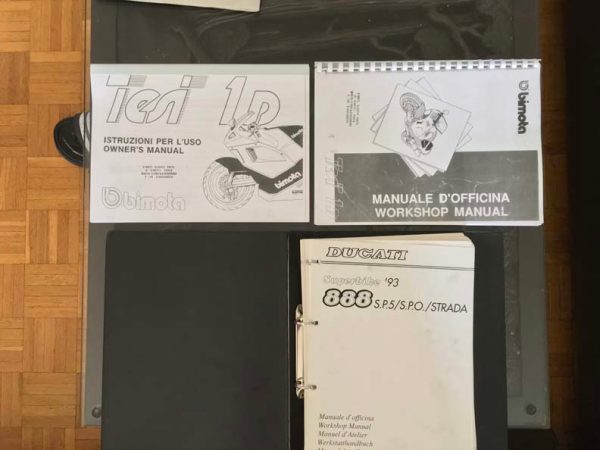 Tesi 1D
ISTRUZIONI PER L'USO
OWNER'S MANUAL
bimota
bimota
bimota
MANUALE D'OFFICINA
WORKSHOP MANUAL
DUCATI
Superbike '93
888 S.P.5/S.P.O./STRADA
Manuale d'officina
Workshop Manual
Manuel d'Atelier
Werkstatthandbuch